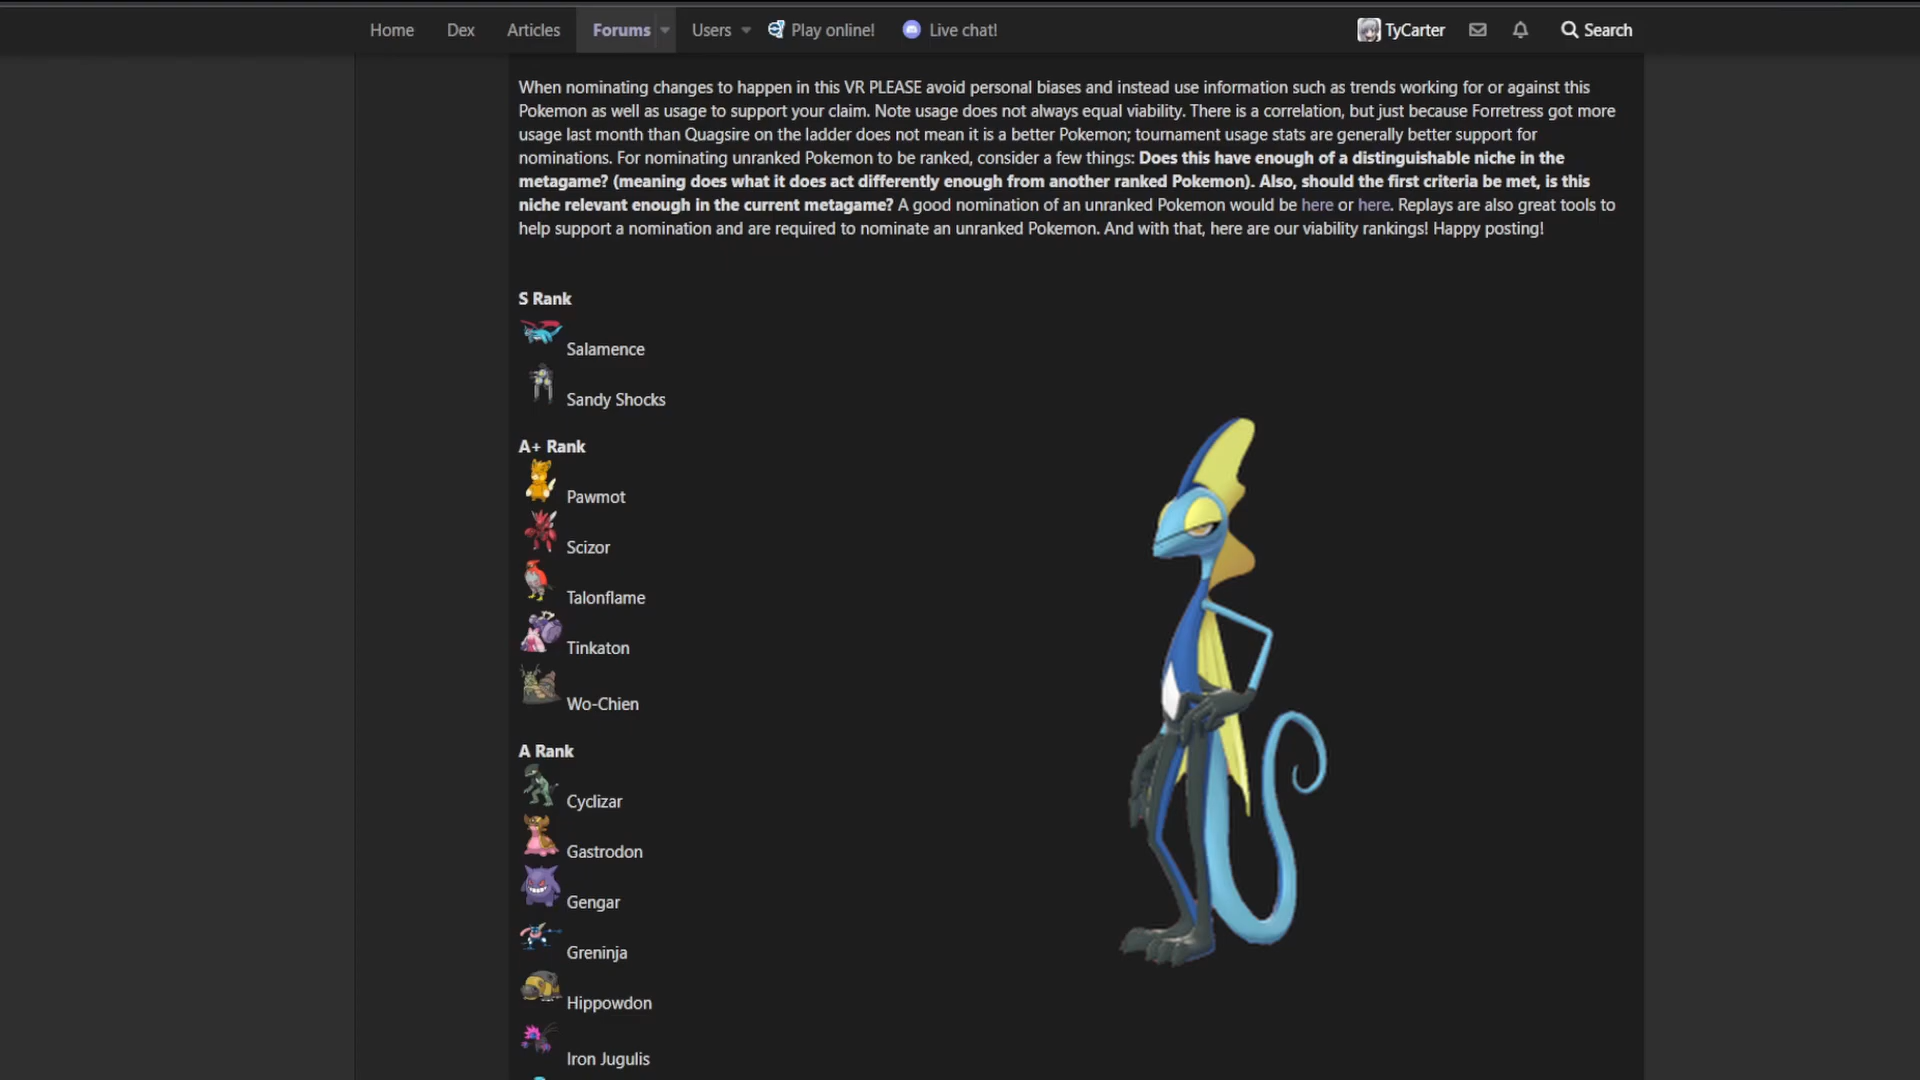 Home Dex Articles Forums Users Play online! Live chat! TyCarter Search
When nominating changes to happen in this VR PLEASE avoid personal biases and instead use information such as trends working for or against this
Pokemon as well as usage to support your claim. Note usage does not always equal viability. There is a correlation, but just because Forretress got more
usage last month than Quagsire on the ladder does not mean it is a better Pokemon; tournament usage stats are generally better support for
nominations. For nominating unranked Pokemon to be ranked, consider a few things: Does this have enough of a distinguishable niche in the
metagame? (meaning does what it does act differently enough from another ranked Pokemon). Also, should the first criteria be met, is this
niche relevant enough in the current metagame? A good nomination of an unranked Pokemon would be here or here. Replays are also great tools to
help support a nomination and are required to nominate an unranked Pokemon. And with that, here are our viability rankings! Happy posting!
S Rank
Salamence
Sandy Shocks
A+ Rank
Pawmot
Scizor
Talonflame
Tinkaton
Wo-Chien
A Rank
Cyclizar
Gastrodon
Gengar
Greninja
Hippowdon
Iron Jugulis